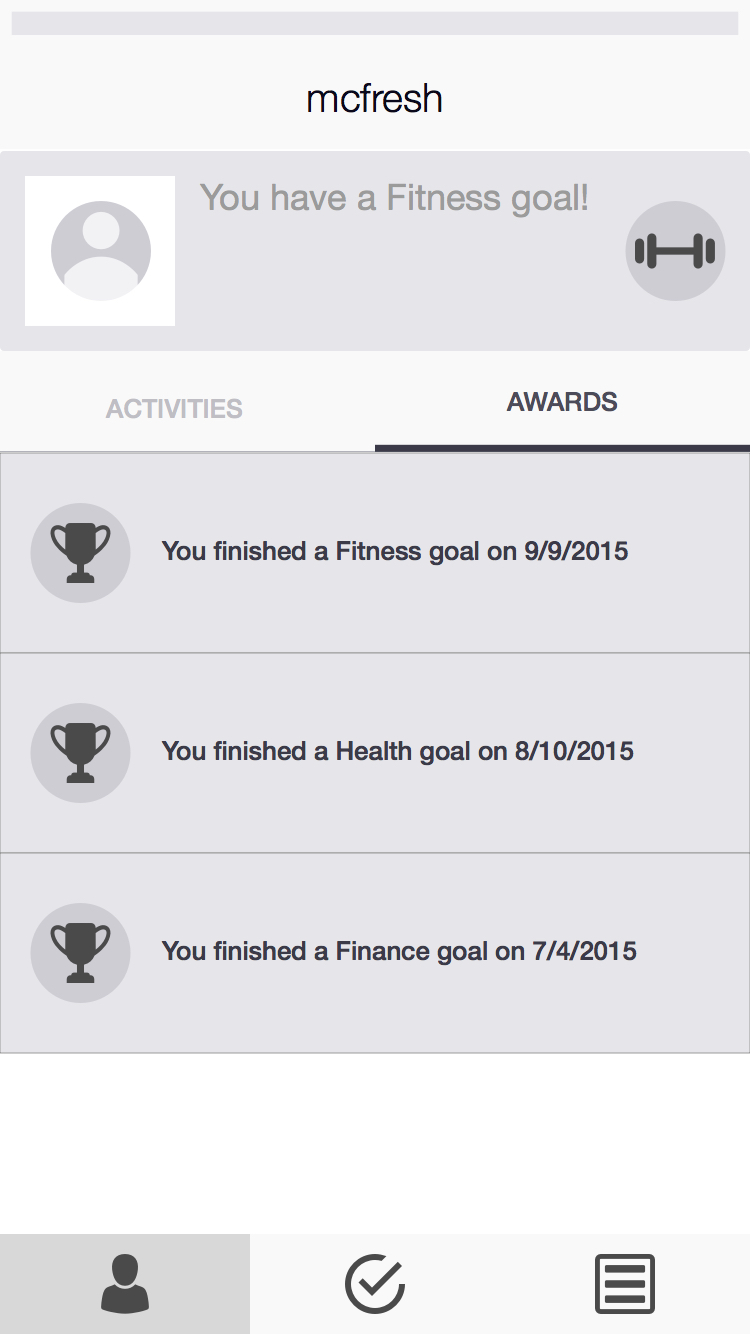 mcfresh
You have a Fitness goal!
ACTIVITIES
AWARDS
You finished a Fitness goal on 9/9/2015
You finished a Health goal on 8/10/2015
You finished a Finance goal on 7/4/2015